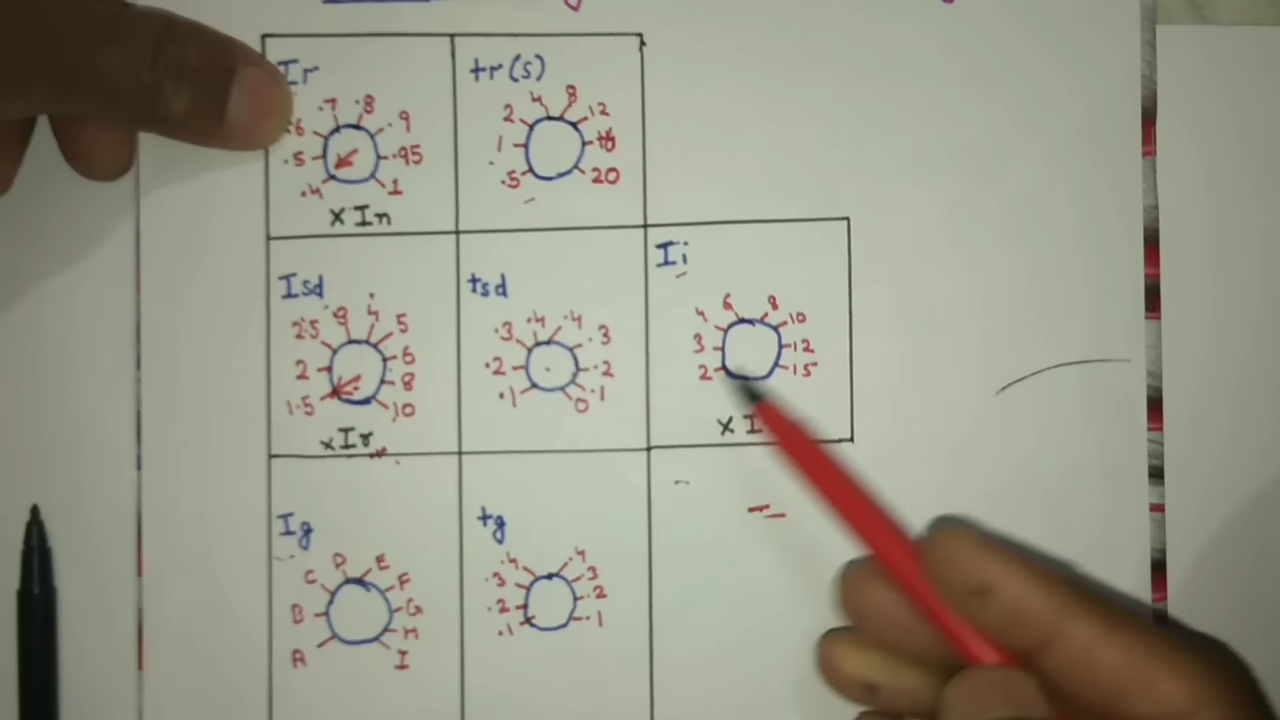 Ir
.7 .8
.6 .9
.5 .95
.4 1
x In
tr(s)
4 8
2 12
1
.5 20
Isd
3 4
2.5 5
2 6
8
1.5 10
x Ir
tsd
.4 .4
.3 .3
.2 .2
.1 .1
0
Ii
6 8
4 10
3 12
2 15
x I
Ig
D E
C F
B G
H
A I
tg
.4 .4
.3 .3
.2 .2
.1 .1